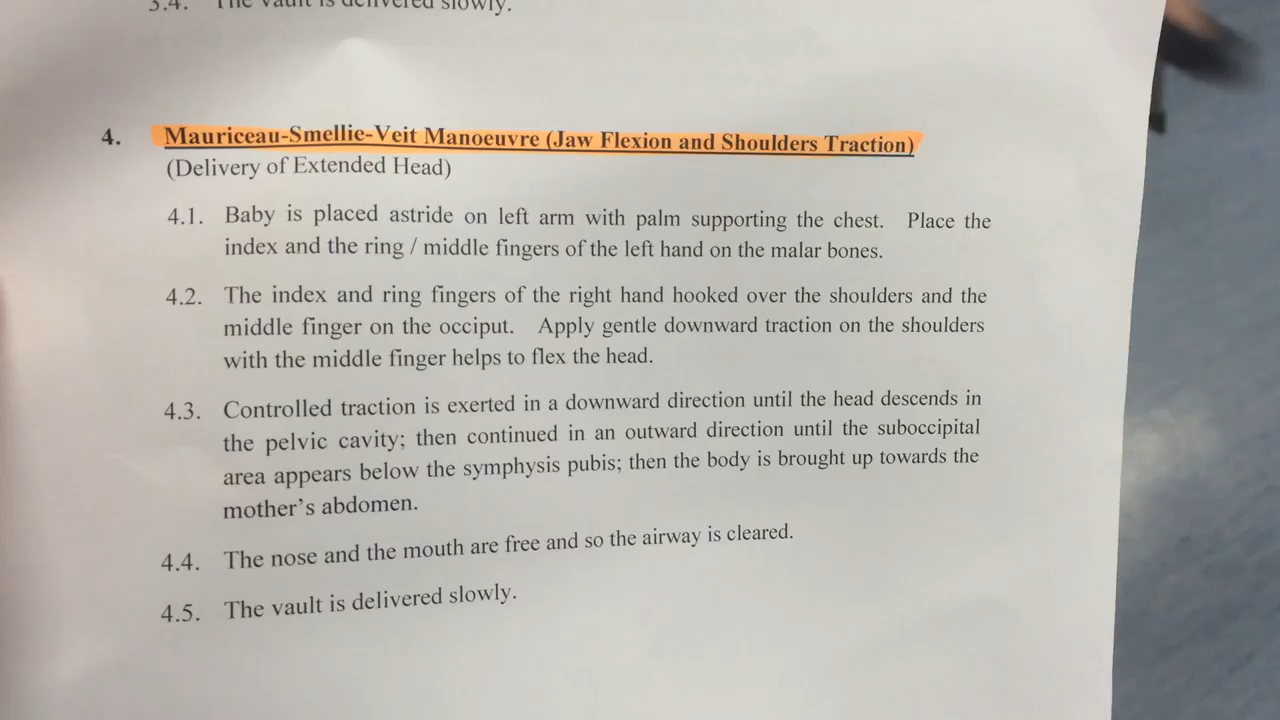 3.4. The vault is delivered slowly.
4. Mauriceau-Smellie-Veit Manoeuvre (Jaw Flexion and Shoulders Traction)
(Delivery of Extended Head)
4.1. Baby is placed astride on left arm with palm supporting the chest. Place the
index and the ring / middle fingers of the left hand on the malar bones.
4.2. The index and ring fingers of the right hand hooked over the shoulders and the
middle finger on the occiput. Apply gentle downward traction on the shoulders
with the middle finger helps to flex the head.
4.3. Controlled traction is exerted in a downward direction until the head descends in
the pelvic cavity; then continued in an outward direction until the suboccipital
area appears below the symphysis pubis; then the body is brought up towards the
mother's abdomen.
4.4. The nose and the mouth are free and so the airway is cleared.
4.5. The vault is delivered slowly.